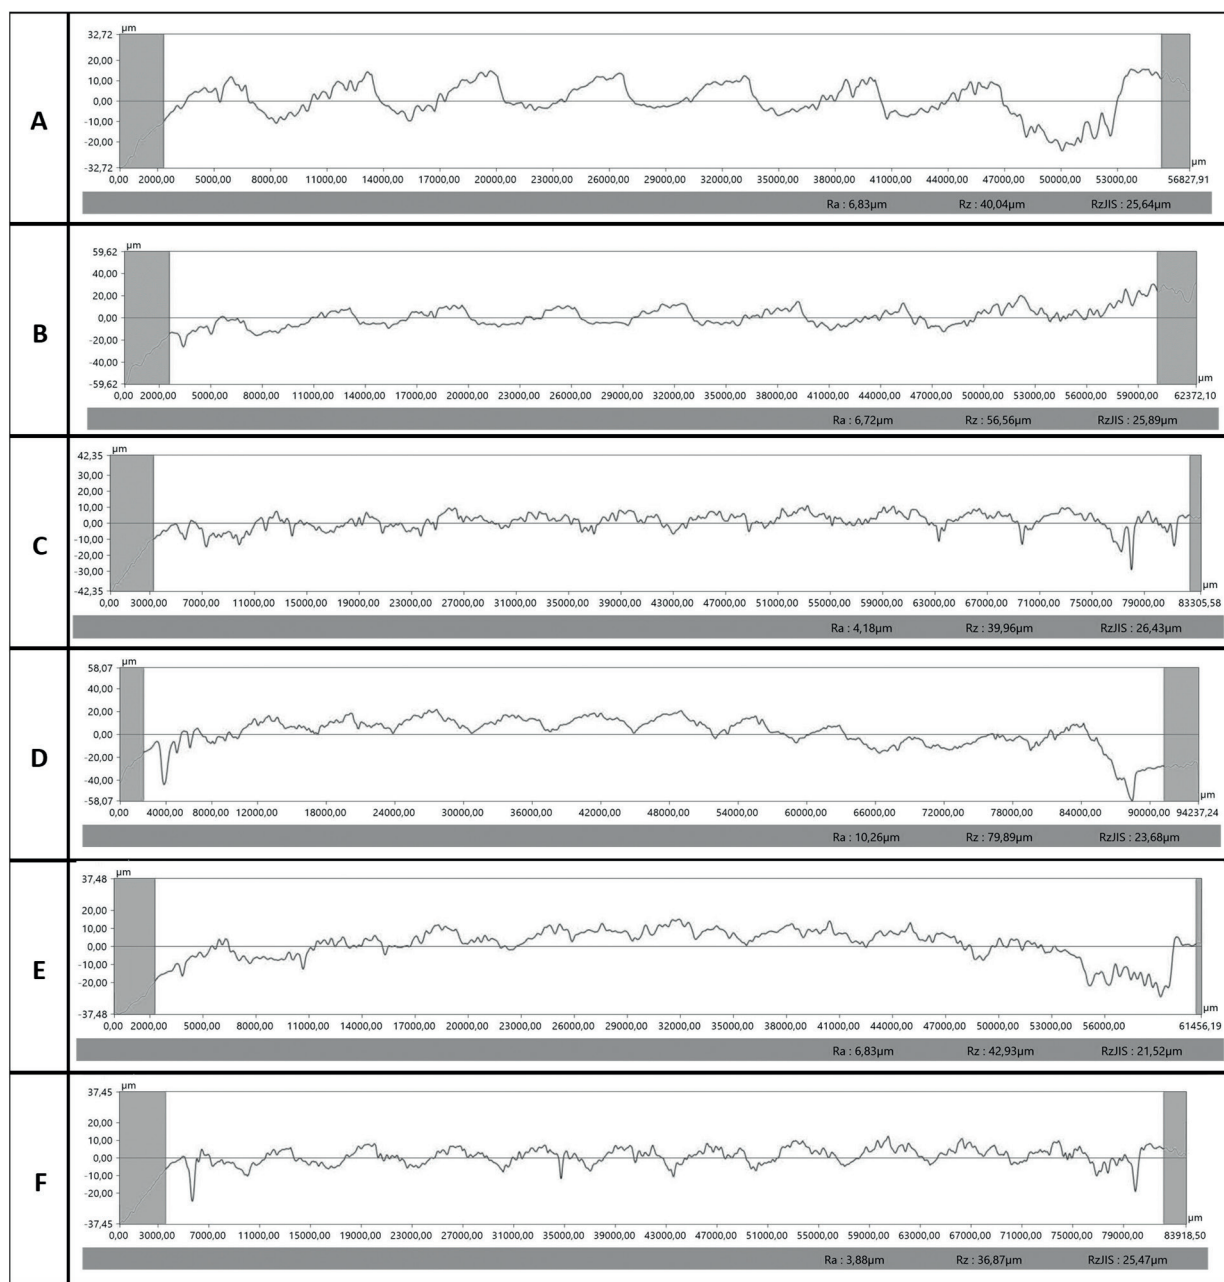 A
µm
32,72
20,00
10,00
0,00
-10,00
-20,00
-32,72
µm
0,00 2000,00 5000,00 8000,00 11000,00 14000,00 17000,00 20000,00 23000,00 26000,00 29000,00 32000,00 35000,00 38000,00 41000,00 44000,00 47000,00 50000,00 53000,00 56827,91
Ra : 6,83µm Rz : 40,04µm RzJIS : 25,64µm
B
µm
59,62
40,00
20,00
0,00
-20,00
-40,00
-59,62
µm
0,00 2000,00 5000,00 8000,00 11000,00 14000,00 17000,00 20000,00 23000,00 26000,00 29000,00 32000,00 35000,00 38000,00 41000,00 44000,00 47000,00 50000,00 53000,00 56000,00 59000,00 62372,10
Ra : 6,72µm Rz : 56,56µm RzJIS : 25,89µm
C
µm
42,35
30,00
20,00
10,00
0,00
-10,00
-20,00
-30,00
-42,35
µm
0,00 3000,00 7000,00 11000,00 15000,00 19000,00 23000,00 27000,00 31000,00 35000,00 39000,00 43000,00 47000,00 51000,00 55000,00 59000,00 63000,00 67000,00 71000,00 75000,00 79000,00 83305,58
Ra : 4,18µm Rz : 39,96µm RzJIS : 26,43µm
D
µm
58,07
40,00
20,00
0,00
-20,00
-40,00
-58,07
µm
0,00 4000,00 8000,00 12000,00 18000,00 24000,00 30000,00 36000,00 42000,00 48000,00 54000,00 60000,00 66000,00 72000,00 78000,00 84000,00 90000,00 94237,24
Ra : 10,26µm Rz : 79,89µm RzJIS : 23,68µm
E
µm
37,48
20,00
10,00
0,00
-10,00
-20,00
-37,48
µm
0,00 2000,00 5000,00 8000,00 11000,00 14000,00 17000,00 20000,00 23000,00 26000,00 29000,00 32000,00 35000,00 38000,00 41000,00 44000,00 47000,00 50000,00 53000,00 56000,00 61456,19
Ra : 6,83µm Rz : 42,93µm RzJIS : 21,52µm
F
µm
37,45
20,00
10,00
0,00
-10,00
-20,00
-37,45
µm
0,00 3000,00 7000,00 11000,00 15000,00 19000,00 23000,00 27000,00 31000,00 35000,00 39000,00 43000,00 47000,00 51000,00 55000,00 59000,00 63000,00 67000,00 71000,00 75000,00 79000,00 83918,50
Ra : 3,88µm Rz : 36,87µm RzJIS : 25,47µm